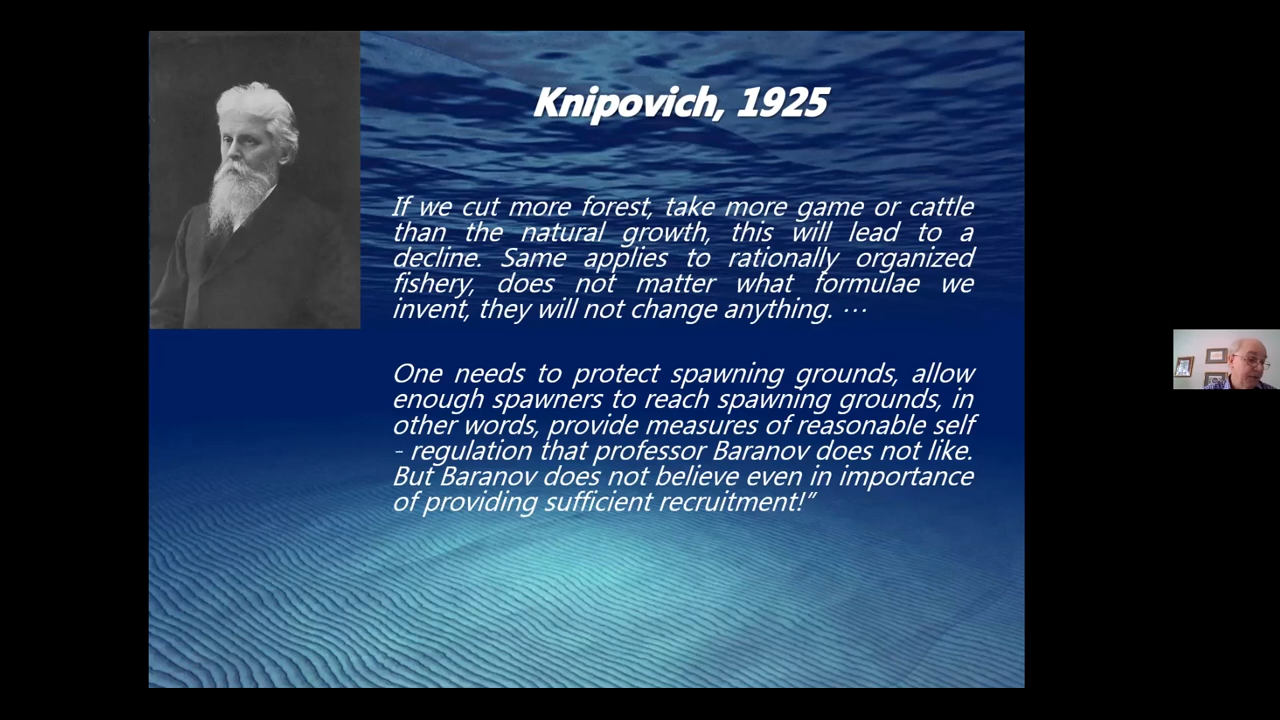 Knipovich, 1925
If we cut more forest, take more game or cattle
than the natural growth, this will lead to a
decline. Same applies to rationally organized
fishery, does not matter what formulae we
invent, they will not change anything. …
One needs to protect spawning grounds, allow
enough spawners to reach spawning grounds, in
other words, provide measures of reasonable self
- regulation that professor Baranov does not like.
But Baranov does not believe even in importance
of providing sufficient recruitment!”